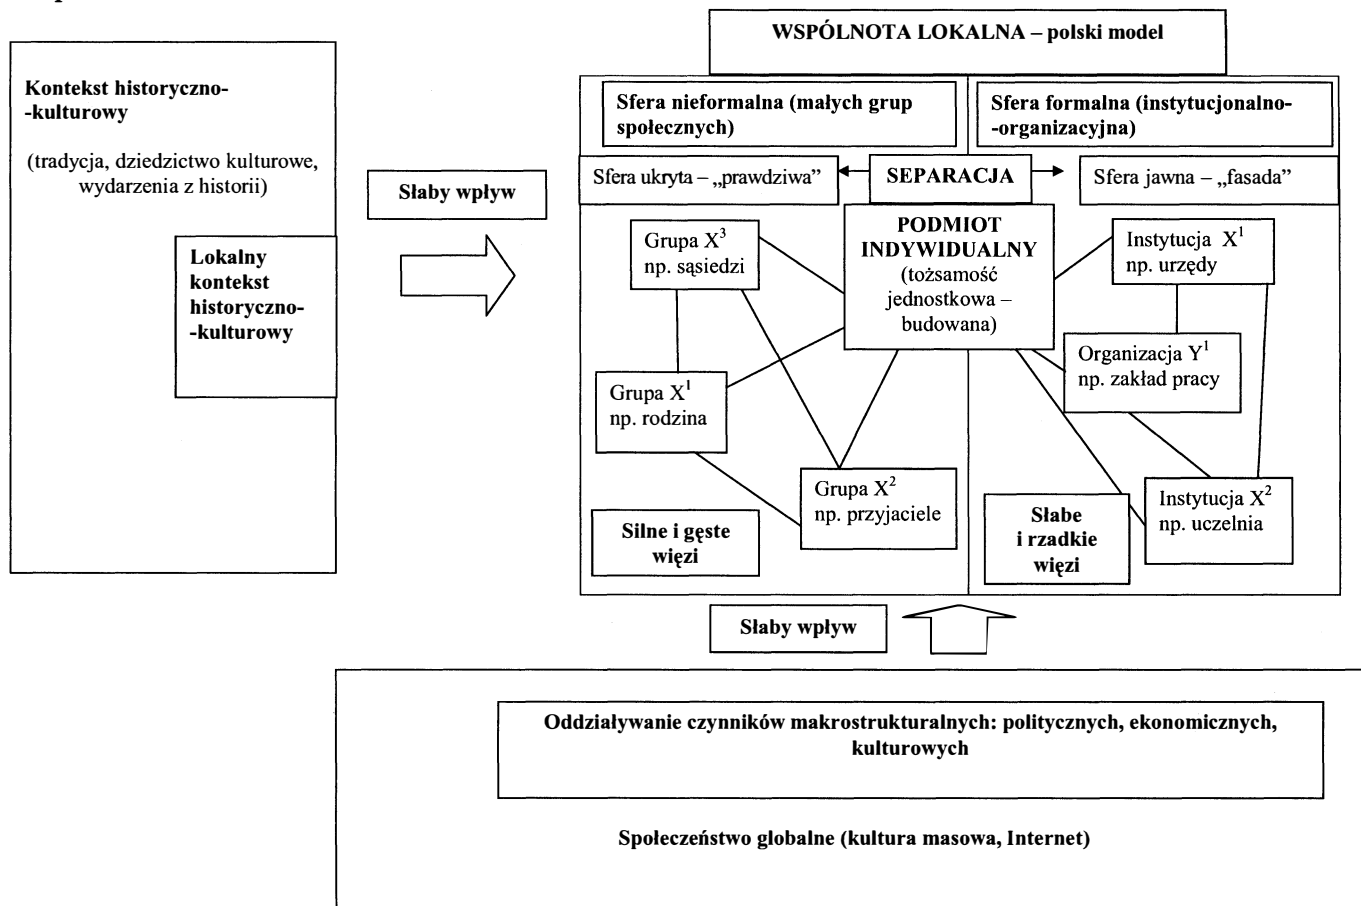 WSPÓLNOTA LOKALNA – polski model
Kontekst historyczno-
-kulturowy
(tradycja, dziedzictwo kulturowe,
wydarzenia z historii)
Lokalny
kontekst
historyczno-
-kulturowy
Słaby wpływ
Sfera nieformalna (małych grup
społecznych)
Sfera formalna (instytucjonalno-
-organizacyjna)
Sfera ukryta – „prawdziwa”
SEPARACJA
Sfera jawna – „fasada”
PODMIOT
INDYWIDUALNY
(tożsamość
jednostkowa –
budowana)
Grupa X³
np. sąsiedzi
Grupa X¹
np. rodzina
Grupa X²
np. przyjaciele
Silne i gęste
więzi
Instytucja X¹
np. urzędy
Organizacja Y¹
np. zakład pracy
Instytucja X²
np. uczelnia
Słabe
i rzadkie
więzi
Słaby wpływ
Oddziaływanie czynników makrostrukturalnych: politycznych, ekonomicznych,
kulturowych
Społeczeństwo globalne (kultura masowa, Internet)